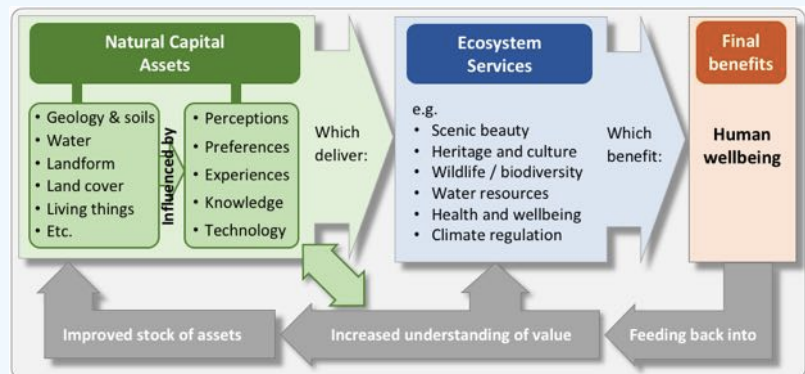 Natural Capital
Assets
• Geology & soils
• Water
• Landform
• Land cover
• Living things
• Etc.
Influenced by
• Perceptions
• Preferences
• Experiences
• Knowledge
• Technology
Which
deliver:
Ecosystem
Services
e.g.
• Scenic beauty
• Heritage and culture
• Wildlife / biodiversity
• Water resources
• Health and wellbeing
• Climate regulation
Which
benefit:
Final
benefits
Human
wellbeing
Improved stock of assets
Increased understanding of value
Feeding back into